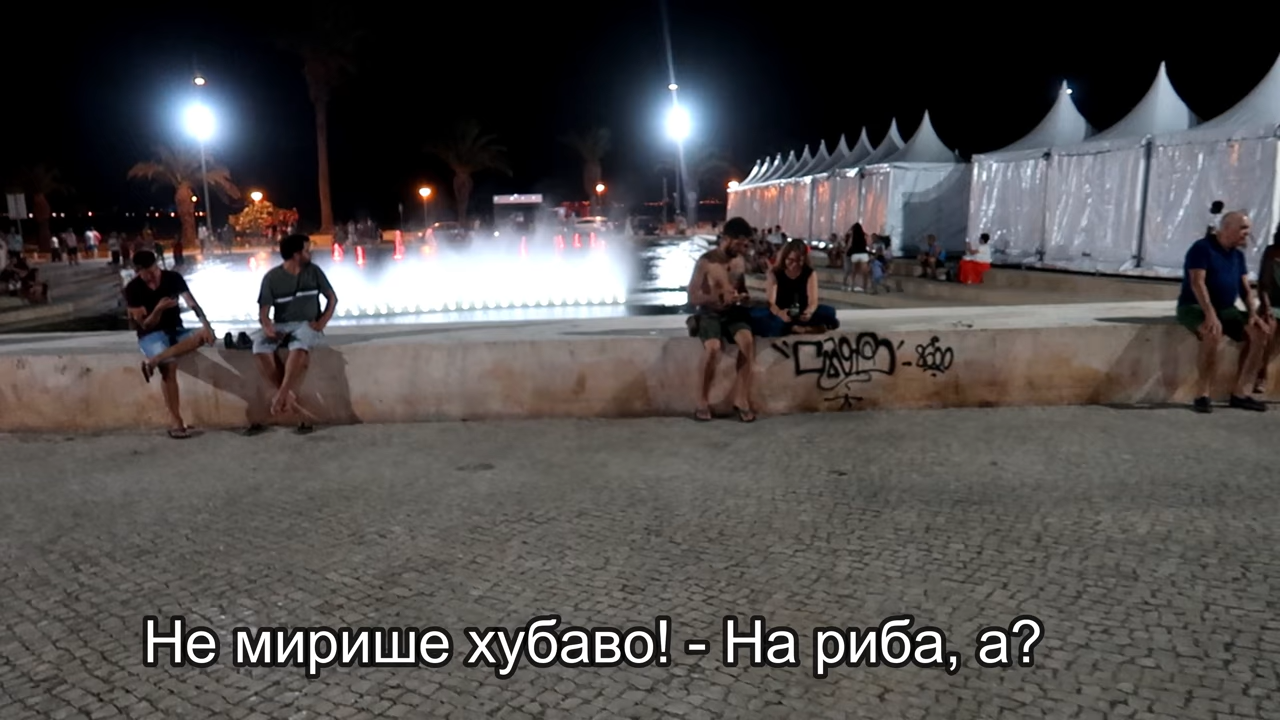 Не мирише хубаво! - На риба, а?